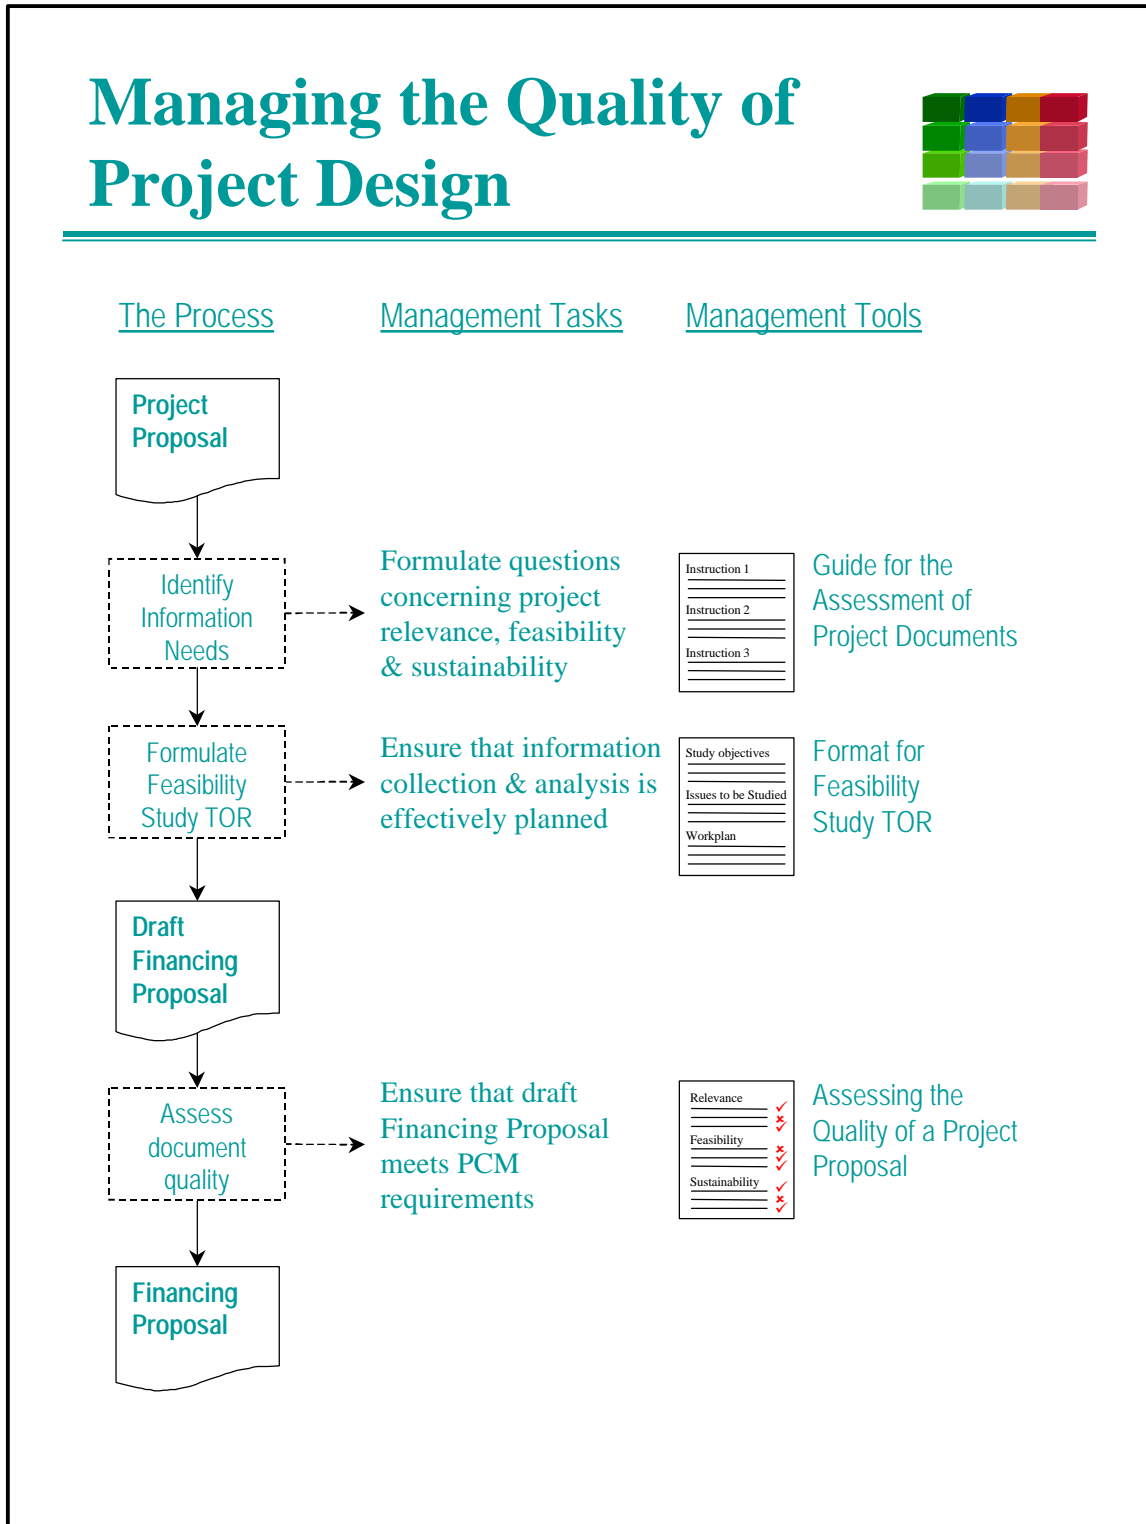 Managing the Quality of
Project Design
The Process
Management Tasks
Management Tools
Project
Proposal
Identify
Information
Needs
Formulate questions
concerning project
relevance, feasibility
& sustainability
Instruction 1
Instruction 2
Instruction 3
Guide for the
Assessment of
Project Documents
Formulate
Feasibility
Study TOR
Ensure that information
collection & analysis is
effectively planned
Study objectives
Issues to be Studied
Workplan
Format for
Feasibility
Study TOR
Draft
Financing
Proposal
Assess
document
quality
Ensure that draft
Financing Proposal
meets PCM
requirements
Relevance
Feasibility
Sustainability
Assessing the
Quality of a Project
Proposal
Financing
Proposal